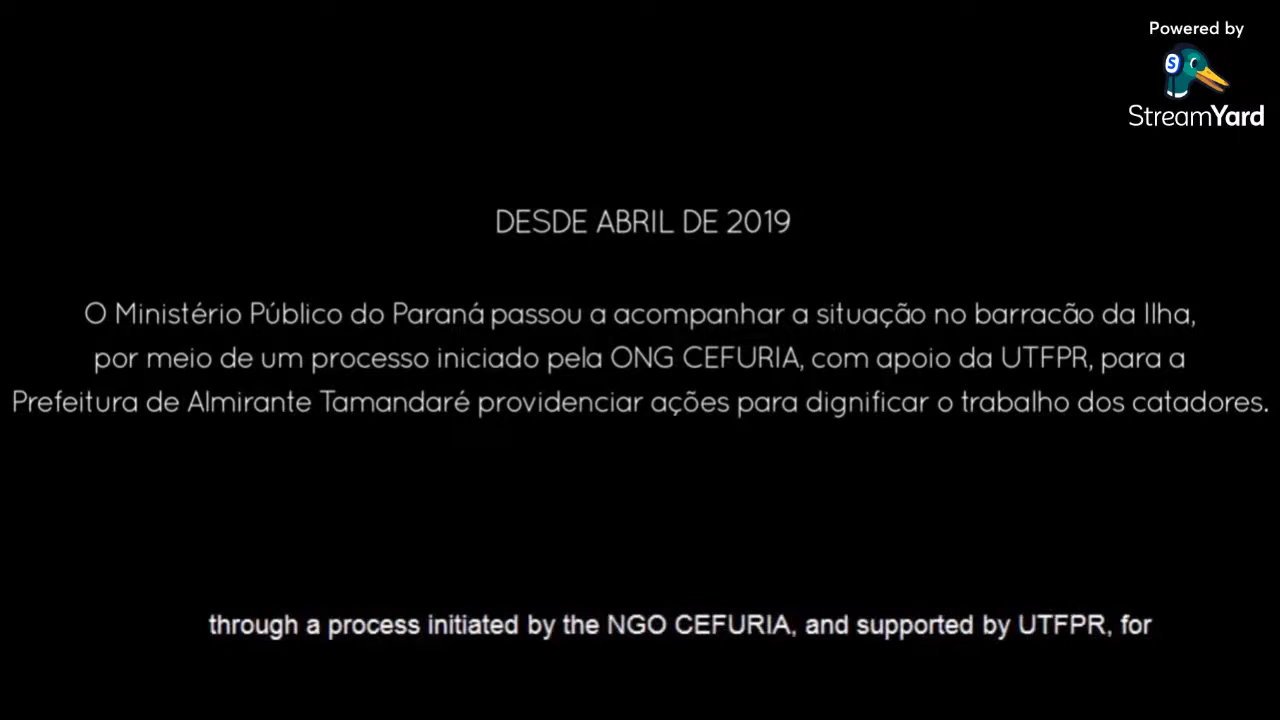 Powered by
S
StreamYard
DESDE ABRIL DE 2019
O Ministério Público do Paraná passou a acompanhar a situação no barracão da Ilha,
por meio de um processo iniciado pela ONG CEFURIA, com apoio da UTFPR, para a
Prefeitura de Almirante Tamandaré providenciar ações para dignificar o trabalho dos catadores.
through a process initiated by the NGO CEFURIA, and supported by UTFPR, for